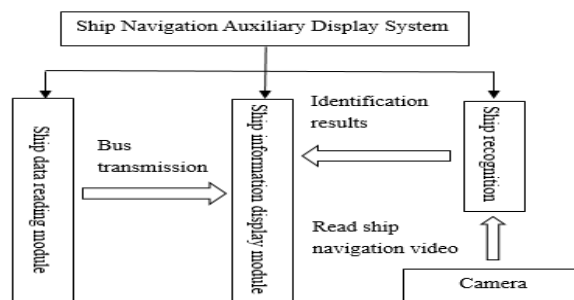 Ship Navigation Auxiliary Display System
Ship data reading module
Bus
transmission
Ship information display module
Identification
results
Ship recognition
Read ship
navigation video
Camera